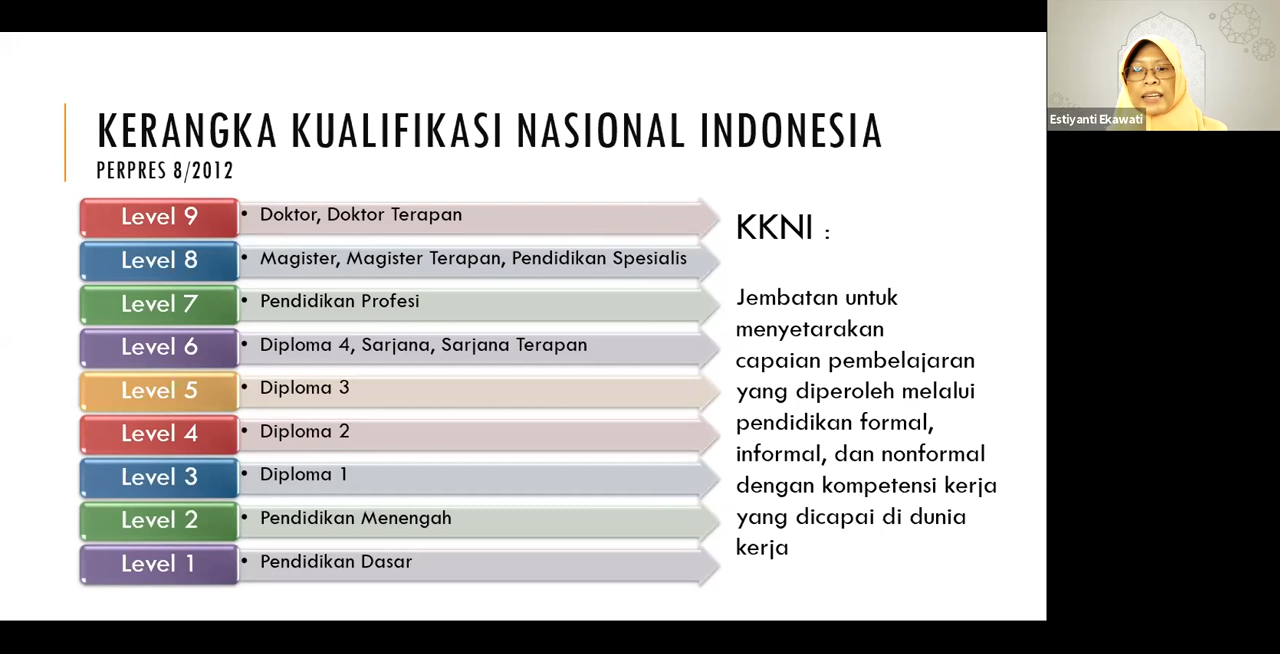 KERANGKA KUALIFIKASI NASIONAL INDONESIA
PERPRES 8/2012
Level 9 • Doktor, Doktor Terapan
Level 8 • Magister, Magister Terapan, Pendidikan Spesialis
Level 7 • Pendidikan Profesi
Level 6 • Diploma 4, Sarjana, Sarjana Terapan
Level 5 • Diploma 3
Level 4 • Diploma 2
Level 3 • Diploma 1
Level 2 • Pendidikan Menengah
Level 1 • Pendidikan Dasar
KKNI :
Jembatan untuk
menyetarakan
capaian pembelajaran
yang diperoleh melalui
pendidikan formal,
informal, dan nonformal
dengan kompetensi kerja
yang dicapai di dunia
kerja
Estiyanti Ekawati